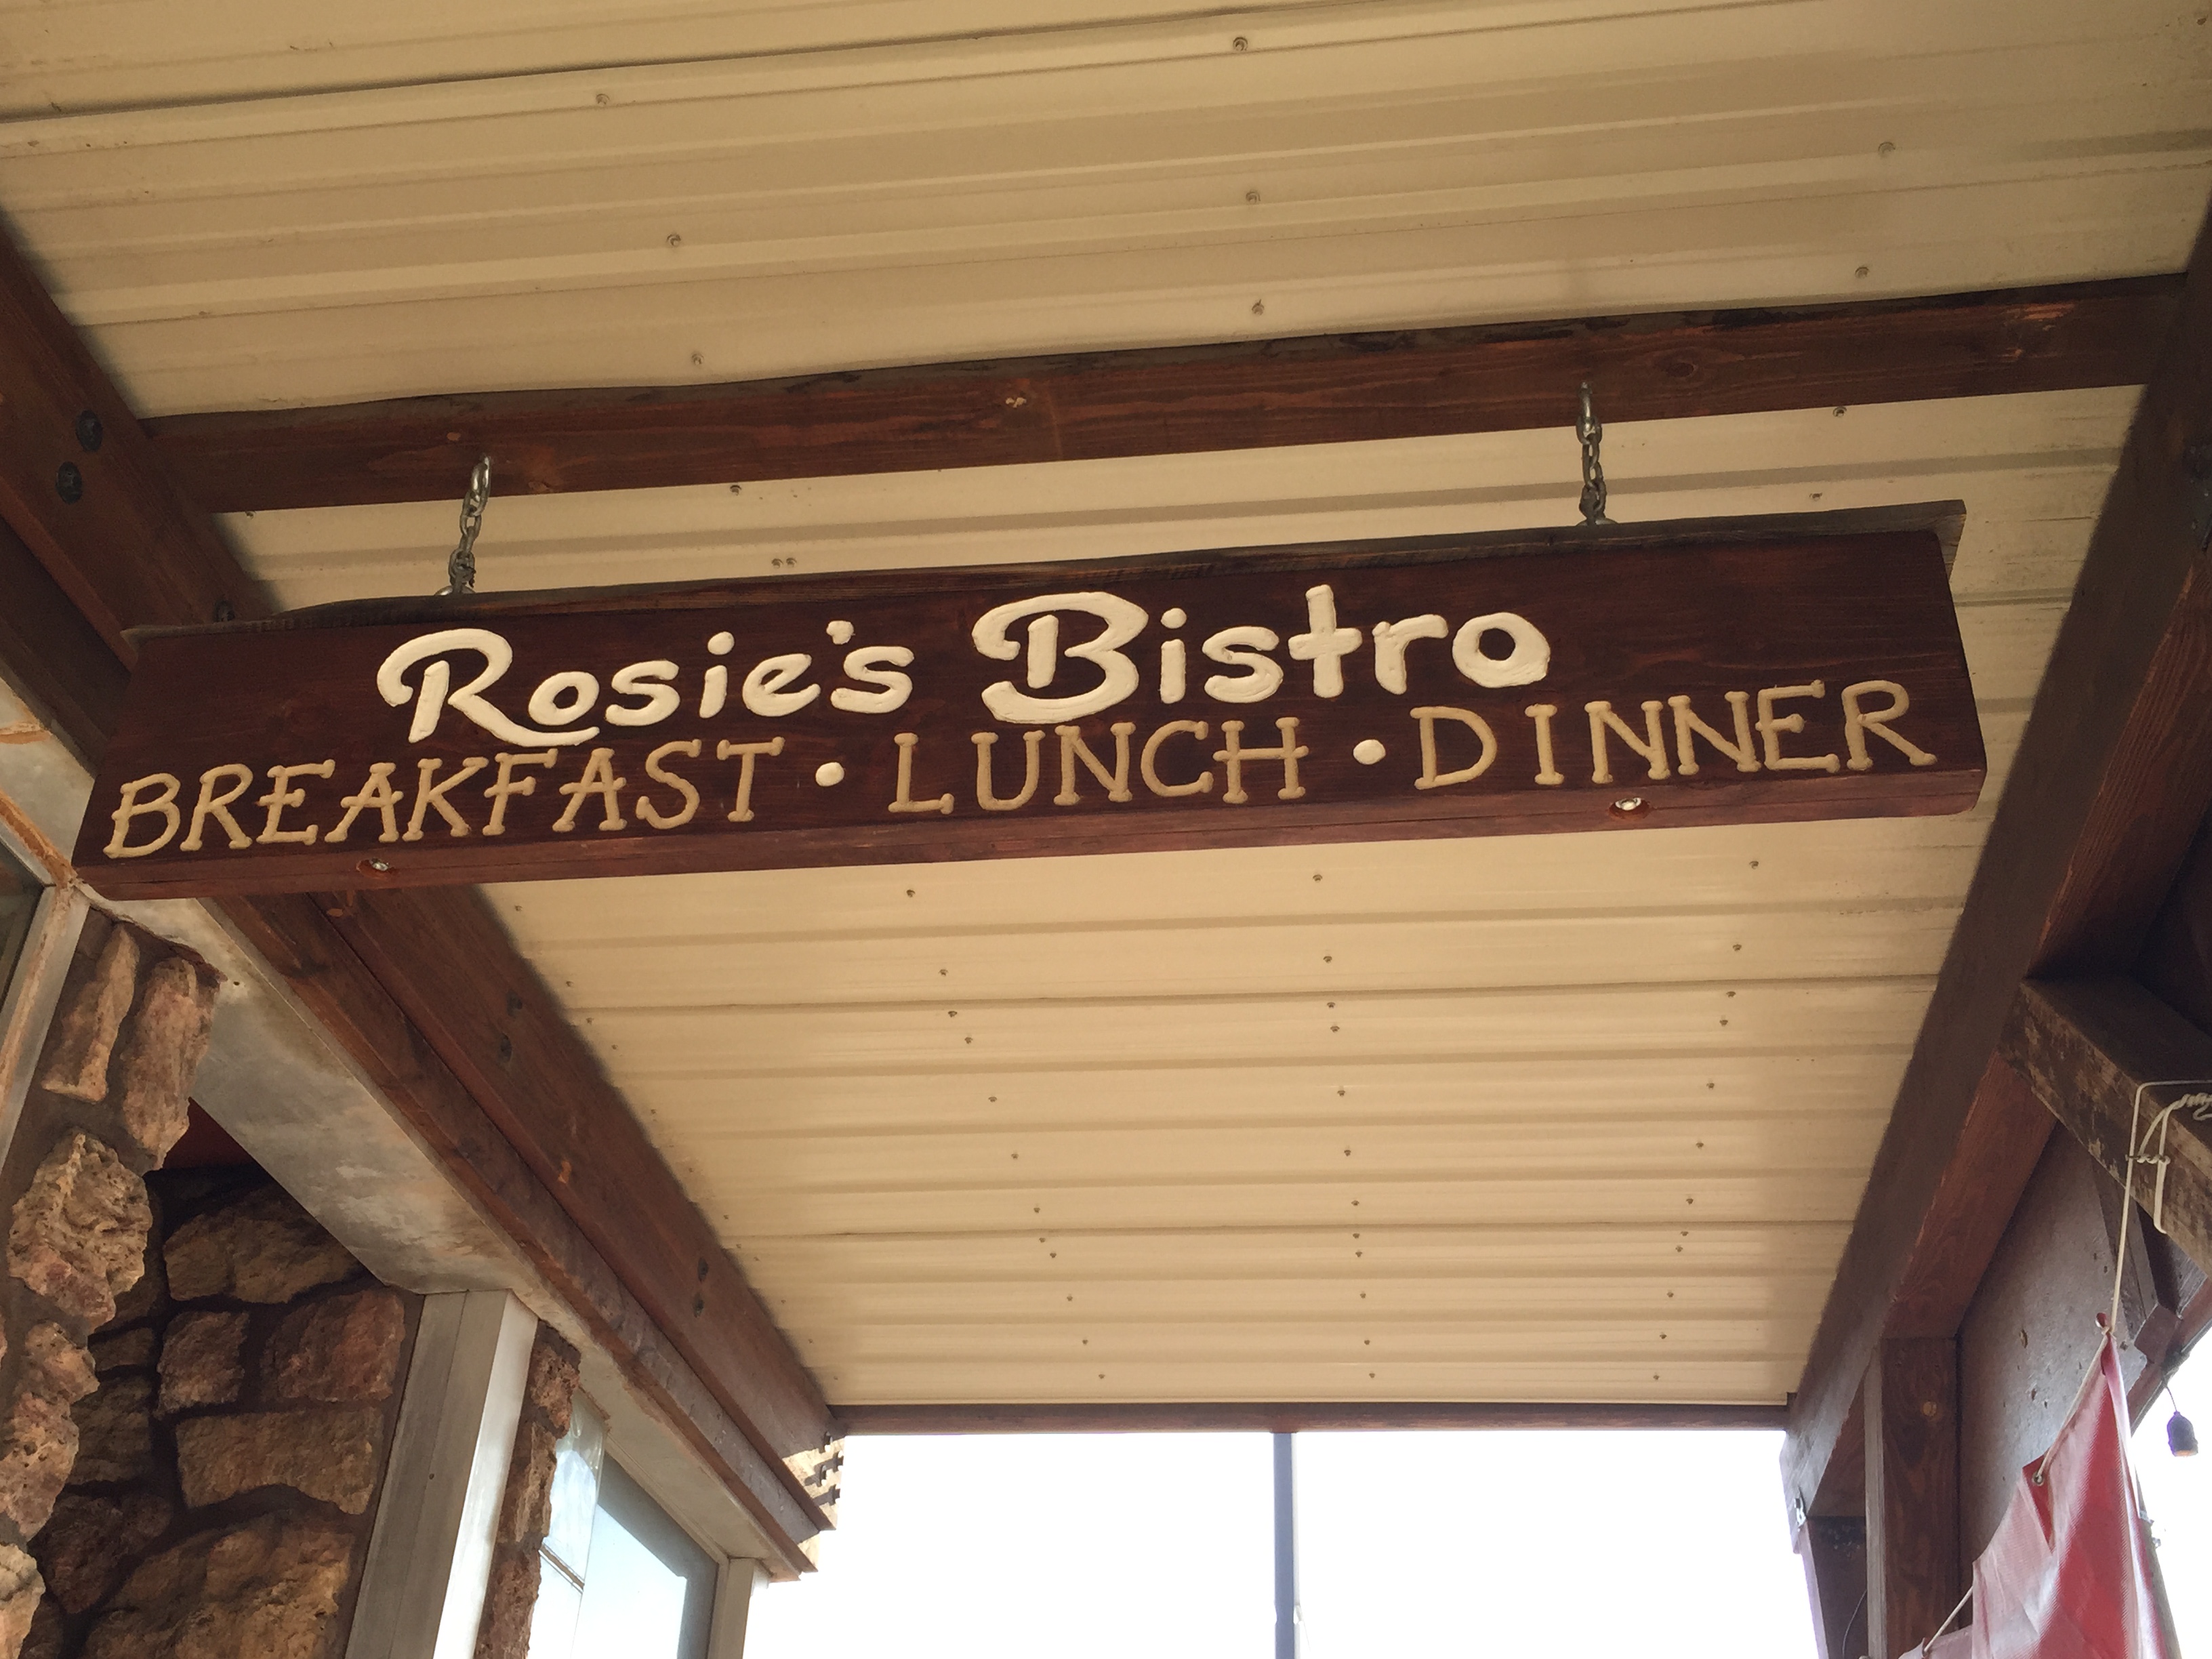 Rosie's Bistro
BREAKFAST • LUNCH • DINNER